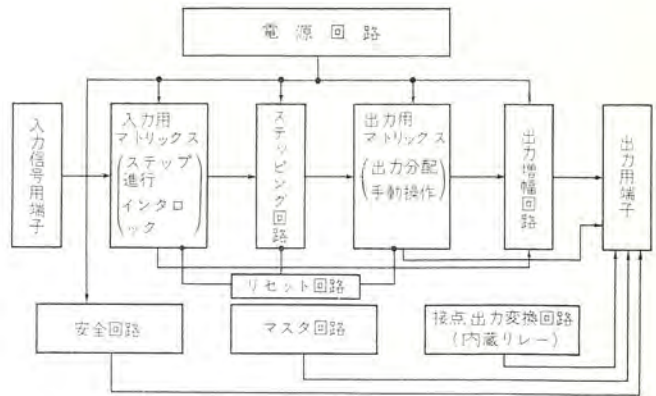 電源回路
入力信号用端子
入力用
マトリックス
(ステップ
進行
インタロ
ック)
ステッピング回路
出力用
マトリックス
(出力分配
手動操作)
出力増幅回路
出力用端子
リセット回路
安全回路
マスタ回路
接点出力変換回路
(内蔵リレー)